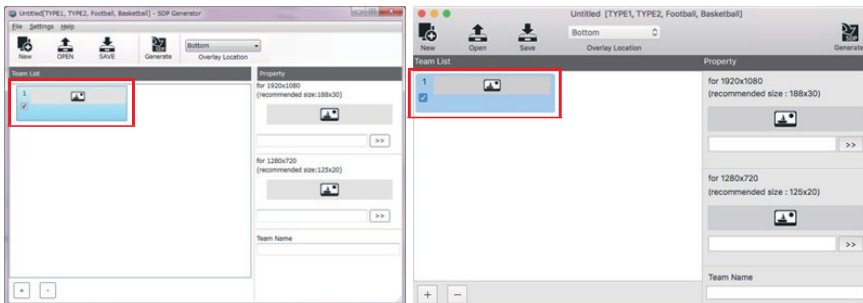 Untitled[TYPE1, TYPE2, Football, Basketball] - SDP Generator
File Settings Help
New OPEN SAVE Generate Bottom Overlay Location
Team List Property
1
for 1920x1080
(recommended size:188x30)
>>
for 1280x720
(recommended size:125x20)
>>
Team Name
+ -
Untitled [TYPE1, TYPE2, Football, Basketball]
New Open Save Bottom Overlay Location Generate
Team List Property
1
for 1920x1080
(recommended size : 188x30)
>>
for 1280x720
(recommended size : 125x20)
>>
Team Name
+ -